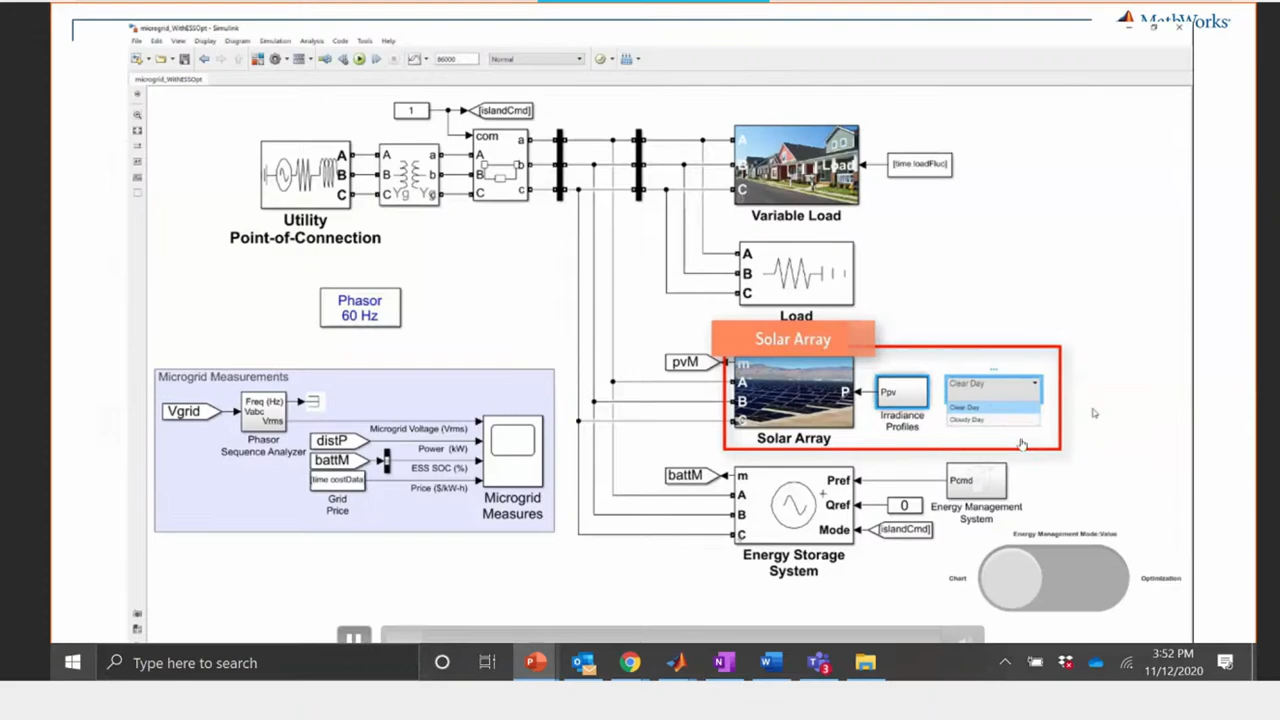 microgrid_WithESSOpt - Simulink
MathWorks
File Edit View Display Diagram Simulation Analysis Code Tools Help
86000
Normal
microgrid_WithESSOpt
1
[islandCmd]
com
a
A
B
C
A
B
C
a
b
c
Yg
Yg
A
B
C
b
c
A
B
C
Load
[time loadFluc]
Utility
Point-of-Connection
Variable Load
A
B
C
Load
Phasor
60 Hz
Solar Array
pvM
m
A
B
C
P
Ppv
Clear Day
Clear Day
Cloudy Day
Irradiance
Profiles
Solar Array
Microgrid Measurements
Vgrid
Freq (Hz)
Vabc
Vrms
Phasor
Sequence Analyzer
Microgrid Voltage (Vrms)
distP
Power (kW)
battM
ESS SOC (%)
[time costData]
Price ($/kW-h)
Grid
Price
Microgrid
Measures
battM
m
A
B
C
Pref
Qref
Mode
Pcmd
0
[islandCmd]
Energy Management
System
Energy Storage
System
Energy Management Mode:Value
Chart
Optimization
Type here to search
3
3:52 PM
11/12/2020